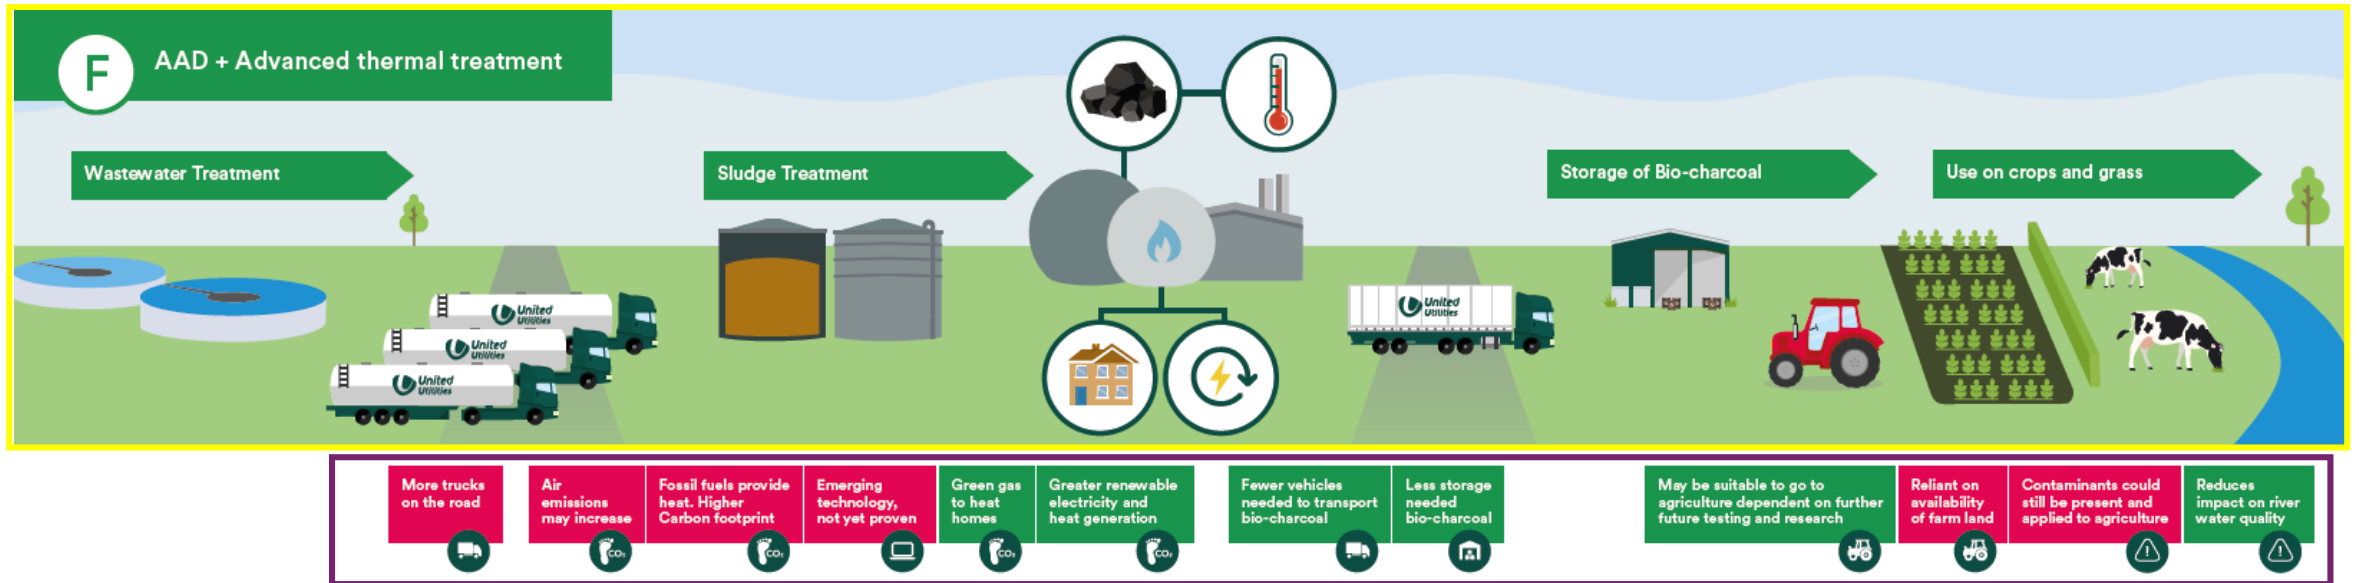 F
AAD + Advanced thermal treatment
Wastewater Treatment
Sludge Treatment
Storage of Bio-charcoal
Use on crops and grass
United
Utilities
United
Utilities
United
Utilities
United
Utilities
More trucks
on the road
Air
emissions
may increase
CO₂
Fossil fuels provide
heat. Higher
Carbon footprint
CO₂
Emerging
technology,
not yet proven
Green gas
to heat
homes
CO₂
Greater renewable
electricity and
heat generation
CO₂
Fewer vehicles
needed to transport
bio-charcoal
Less storage
needed
bio-charcoal
May be suitable to go to
agriculture dependent on further
future testing and research
Reliant on
availability
of farm land
Contaminants could
still be present and
applied to agriculture
Reduces
impact on river
water quality